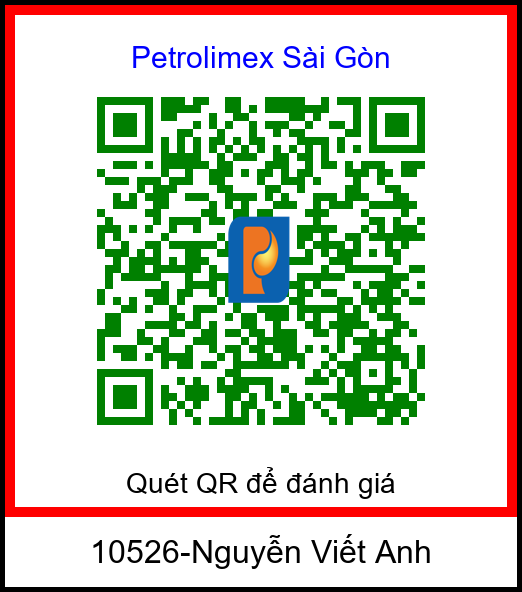 Petrolimex Sài Gòn
Quét QR để đánh giá
10526-Nguyễn Viết Anh